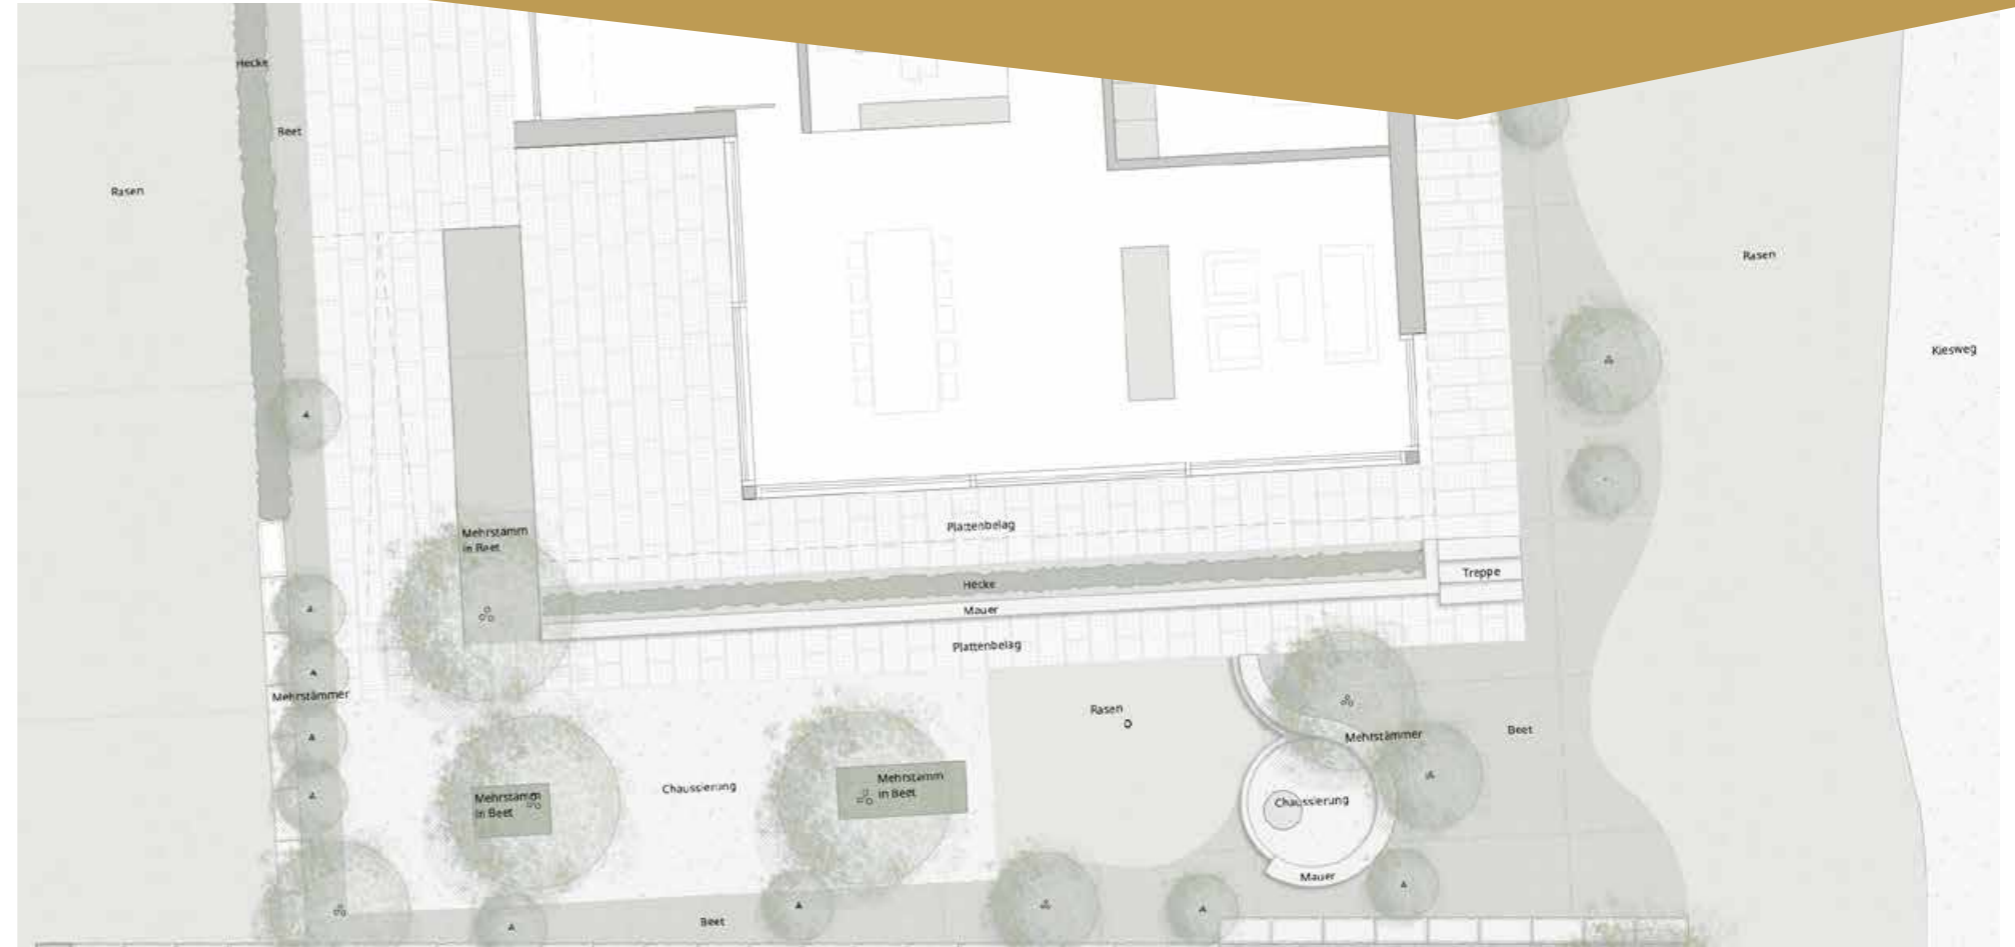 Hecke
Beet
Rasen
Rasen
Kiesweg
Mehrstamm
in Beet
Plattenbelag
Hecke
Treppe
Mauer
Plattenbelag
Mehrstämmer
Rasen
Mehrstämmer
Beet
Mehrstamm
in Beet
Chaussierung
Mehrstamm
in Beet
Chaussierung
Mauer
Beet